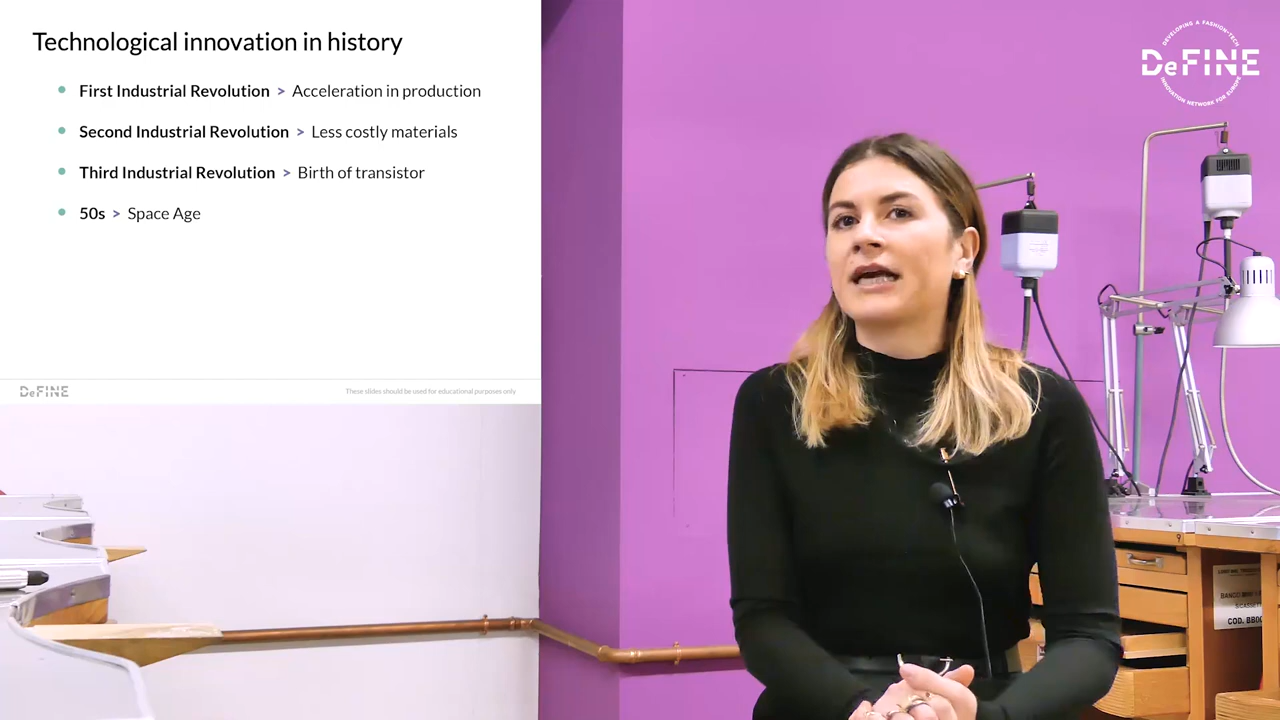 Technological innovation in history
First Industrial Revolution > Acceleration in production
Second Industrial Revolution > Less costly materials
Third Industrial Revolution > Birth of transistor
50s > Space Age
DeFINE
These slides should be used for educational purposes only
DEVELOPING A FASHION-TECH
DeFINE
INNOVATION NETWORK FOR EUROPE
COD. BB0